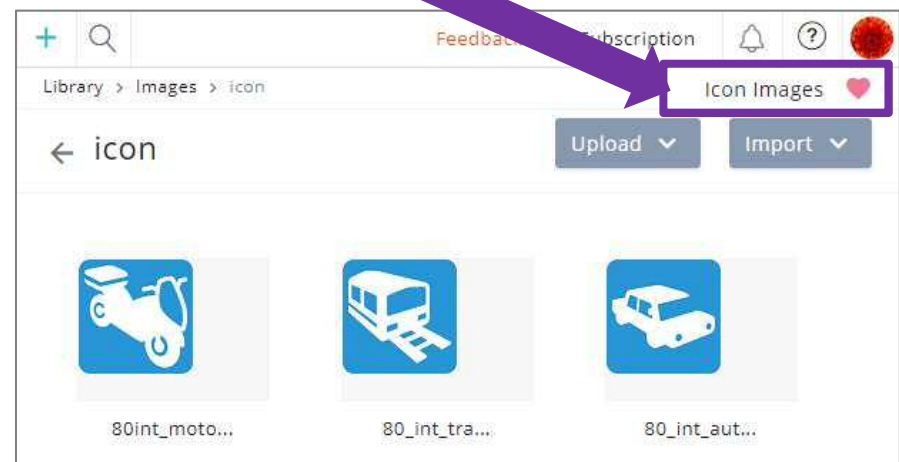 Feedback Subscription
Library > Images > icon
Icon Images
← icon
Upload
Import
80int_moto...
80_int_tra...
80_int_aut...